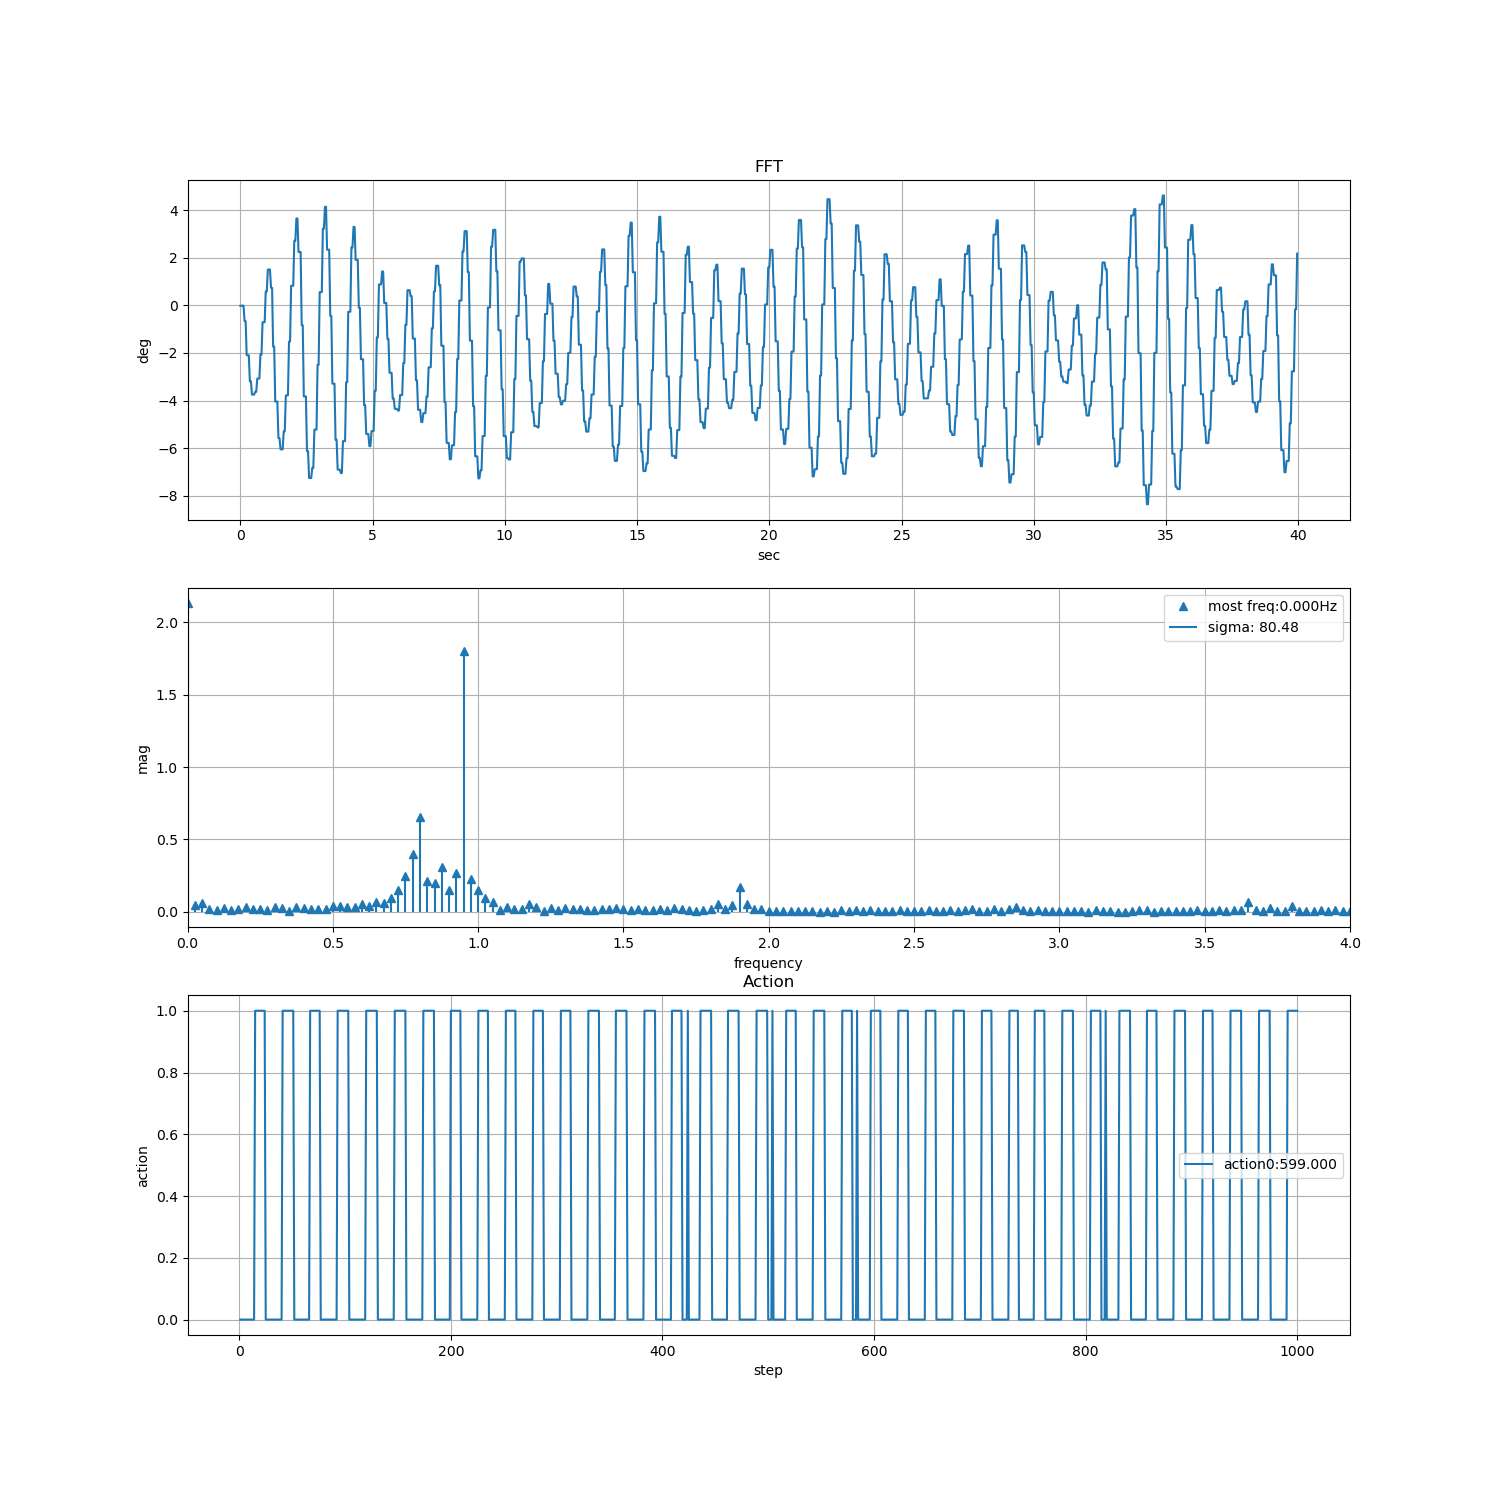 FFT
4
2
0
−2
−4
−6
−8
deg
0 5 10 15 20 25 30 35 40
sec
2.0
1.5
1.0
0.5
0.0
mag
most freq:0.000Hz
sigma: 80.48
0.0 0.5 1.0 1.5 2.0 2.5 3.0 3.5 4.0
frequency
Action
1.0
0.8
0.6
0.4
0.2
0.0
action
action0:599.000
0 200 400 600 800 1000
step